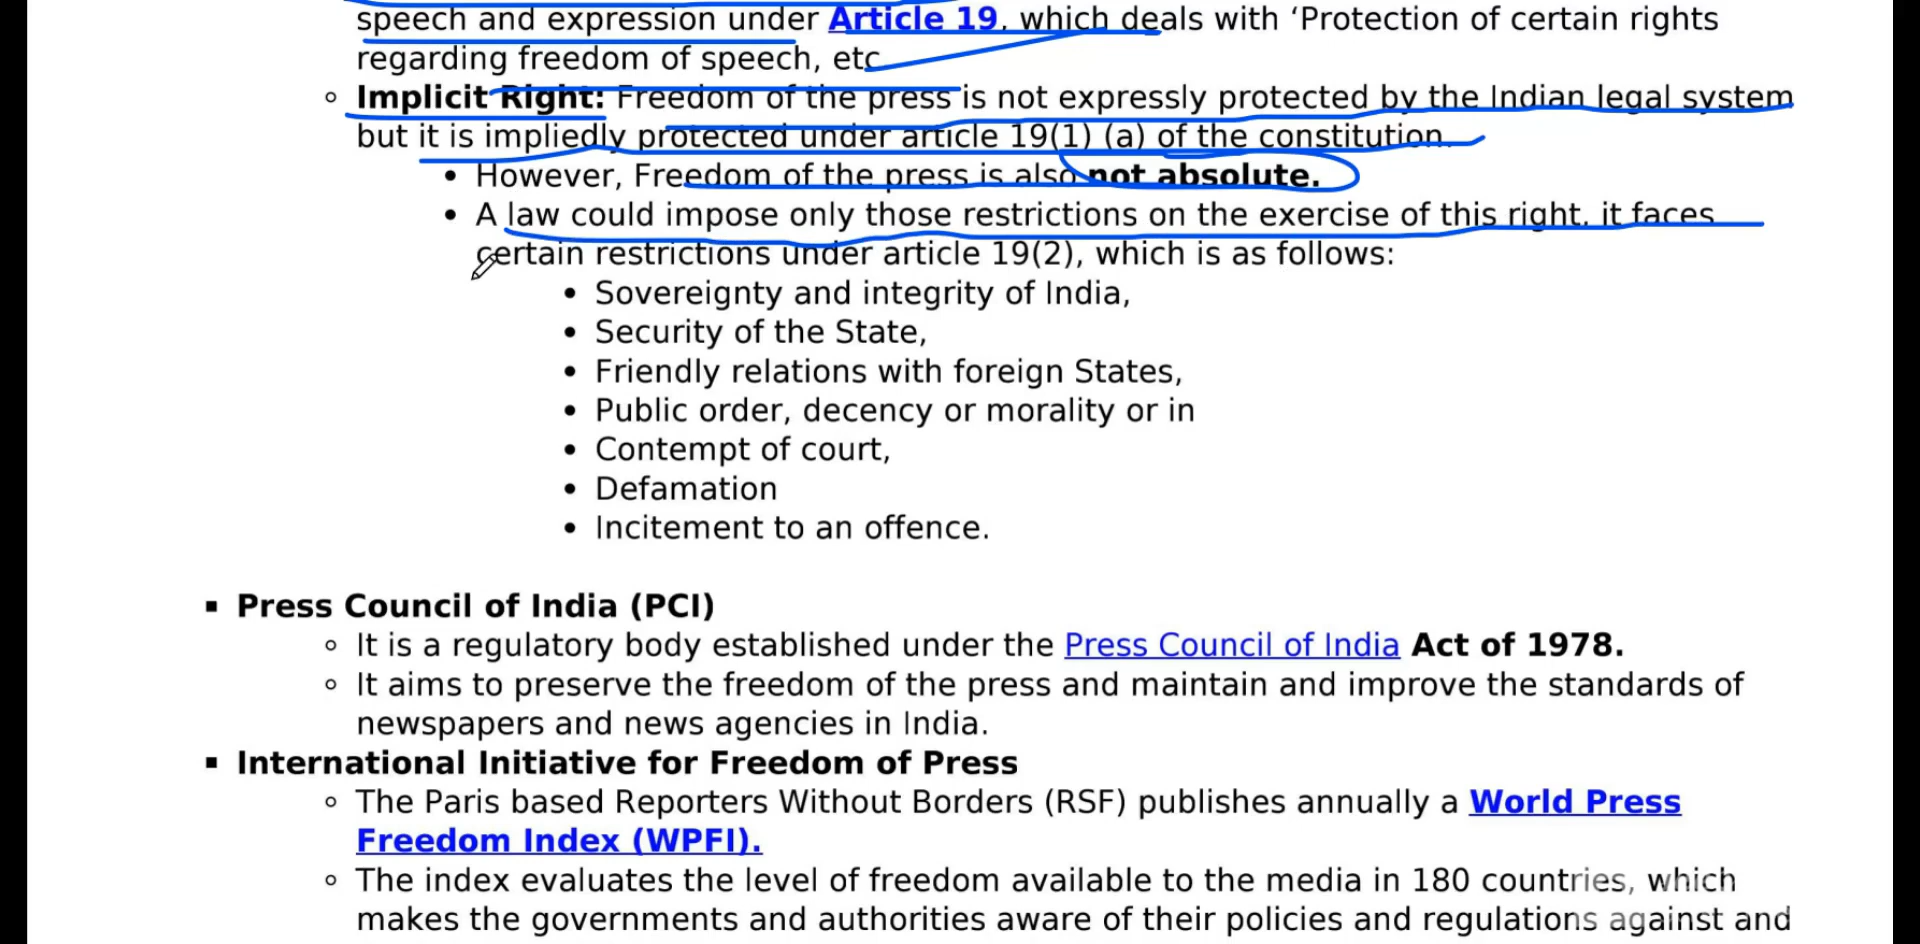 speech and expression under Article 19, which deals with ‘Protection of certain rights
regarding freedom of speech, etc
Implicit Right: Freedom of the press is not expressly protected by the Indian legal system
but it is impliedly protected under article 19(1) (a) of the constitution.
However, Freedom of the press is also not absolute.
A law could impose only those restrictions on the exercise of this right, it faces
certain restrictions under article 19(2), which is as follows:
Sovereignty and integrity of India,
Security of the State,
Friendly relations with foreign States,
Public order, decency or morality or in
Contempt of court,
Defamation
Incitement to an offence.
Press Council of India (PCI)
It is a regulatory body established under the Press Council of India Act of 1978.
It aims to preserve the freedom of the press and maintain and improve the standards of
newspapers and news agencies in India.
International Initiative for Freedom of Press
The Paris based Reporters Without Borders (RSF) publishes annually a World Press
Freedom Index (WPFI).
The index evaluates the level of freedom available to the media in 180 countries, which
makes the governments and authorities aware of their policies and regulations against and